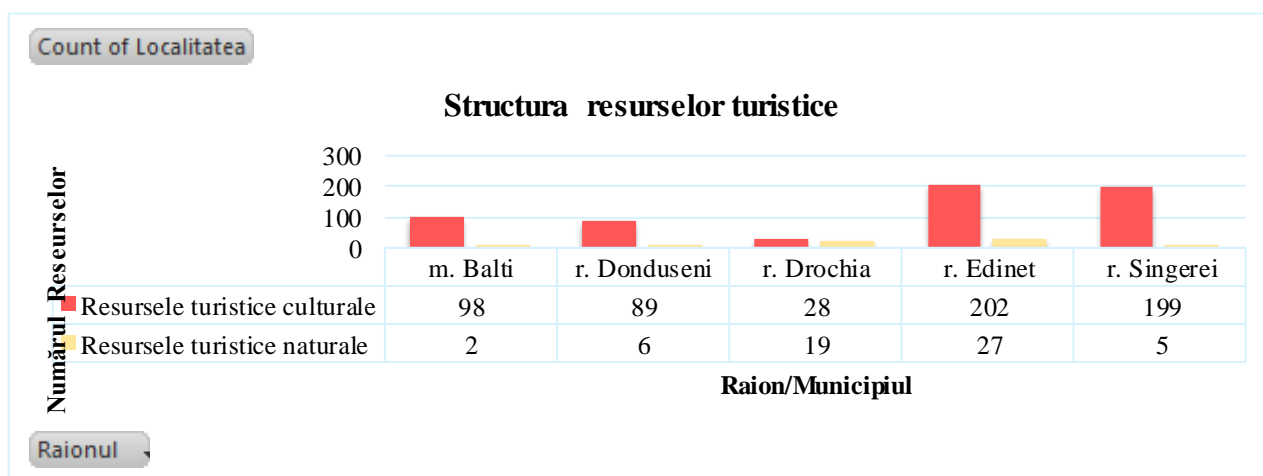 Count of Localitatea
Structura resurselor turistice
Numărul Reseurselor
300
200
100
0
m. Balti r. Donduseni r. Drochia r. Edinet r. Singerei
Resursele turistice culturale 98 89 28 202 199
Resursele turistice naturale 2 6 19 27 5
Raion/Municipiul
Raionul